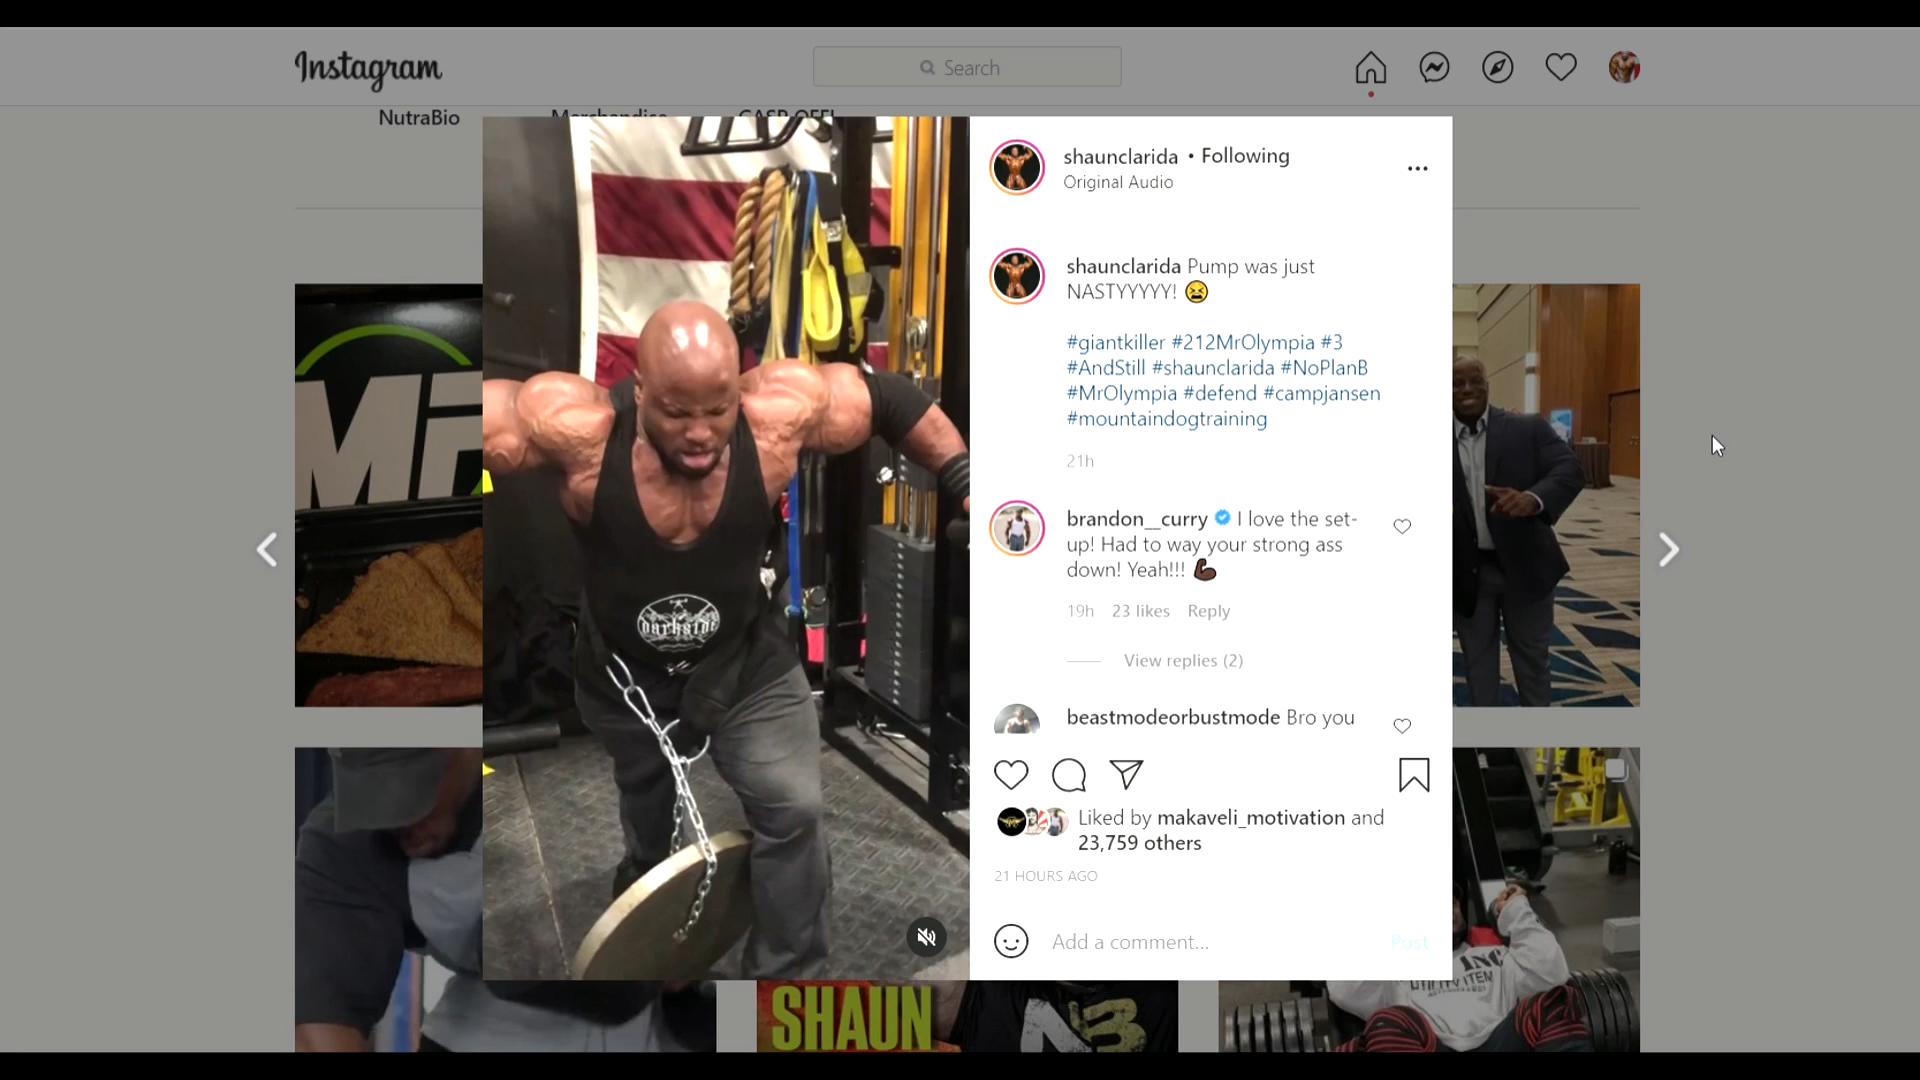 Instagram
Search
NutraBio
shaunclarida • Following
Original Audio
shaunclarida Pump was just
NASTYYYYY! 😫
#giantkiller #212MrOlympia #3
#AndStill #shaunclarida #NoPlanB
#MrOlympia #defend #campjansen
#mountaindogtraining
21h
brandon__curry I love the set-
up! Had to way your strong ass
down! Yeah!!! 💪🏿
19h 23 likes Reply
View replies (2)
beastmodeorbustmode Bro you
Liked by makaveli_motivation and
23,759 others
21 HOURS AGO
Add a comment...
Post
darkside
SHAUN